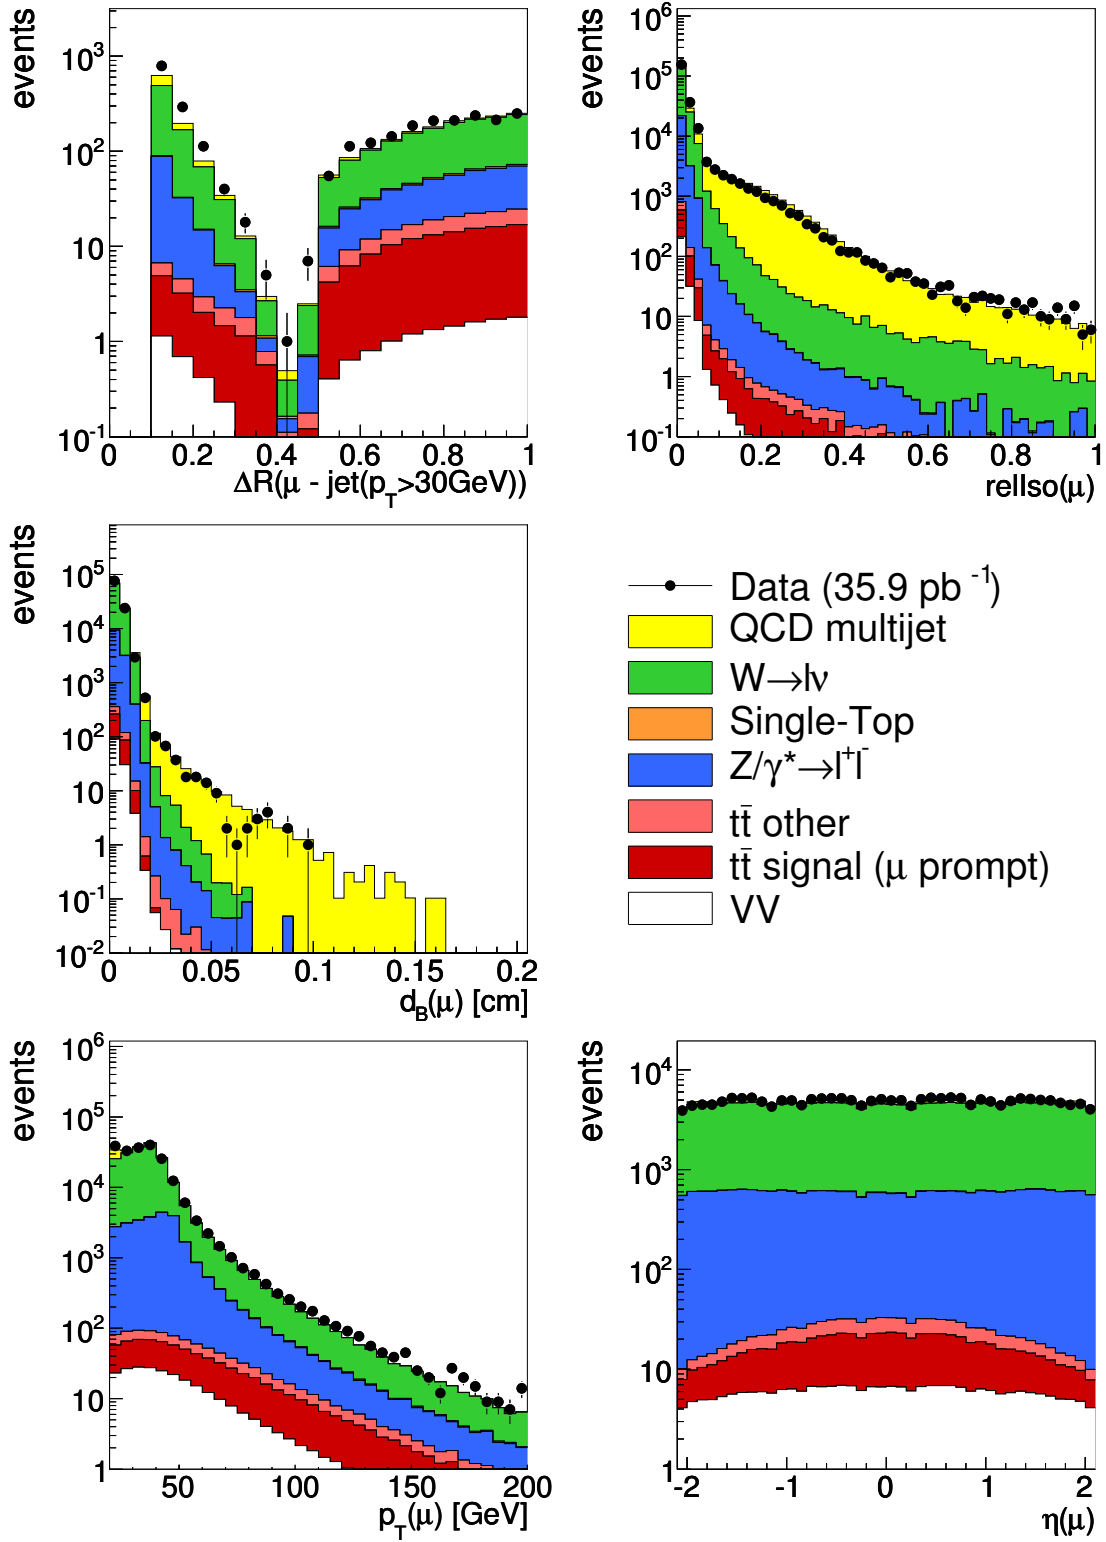 events
10³
10²
10
1
10⁻¹
0 0.2 0.4 0.6 0.8 1
ΔR(μ - jet(p_T>30GeV))
events
10⁶
10⁵
10⁴
10³
10²
10
1
10⁻¹
0 0.2 0.4 0.6 0.8 1
relIso(μ)
events
10⁵
10⁴
10³
10²
10
1
10⁻¹
10⁻²
0 0.05 0.1 0.15 0.2
d_B(μ) [cm]
Data (35.9 pb⁻¹)
QCD multijet
W→lν
Single-Top
Z/γ*→l⁺l⁻
tt̄ other
tt̄ signal (μ prompt)
VV
events
10⁶
10⁵
10⁴
10³
10²
10
1
50 100 150 200
p_T(μ) [GeV]
events
10⁴
10³
10²
10
1
-2 -1 0 1 2
η(μ)